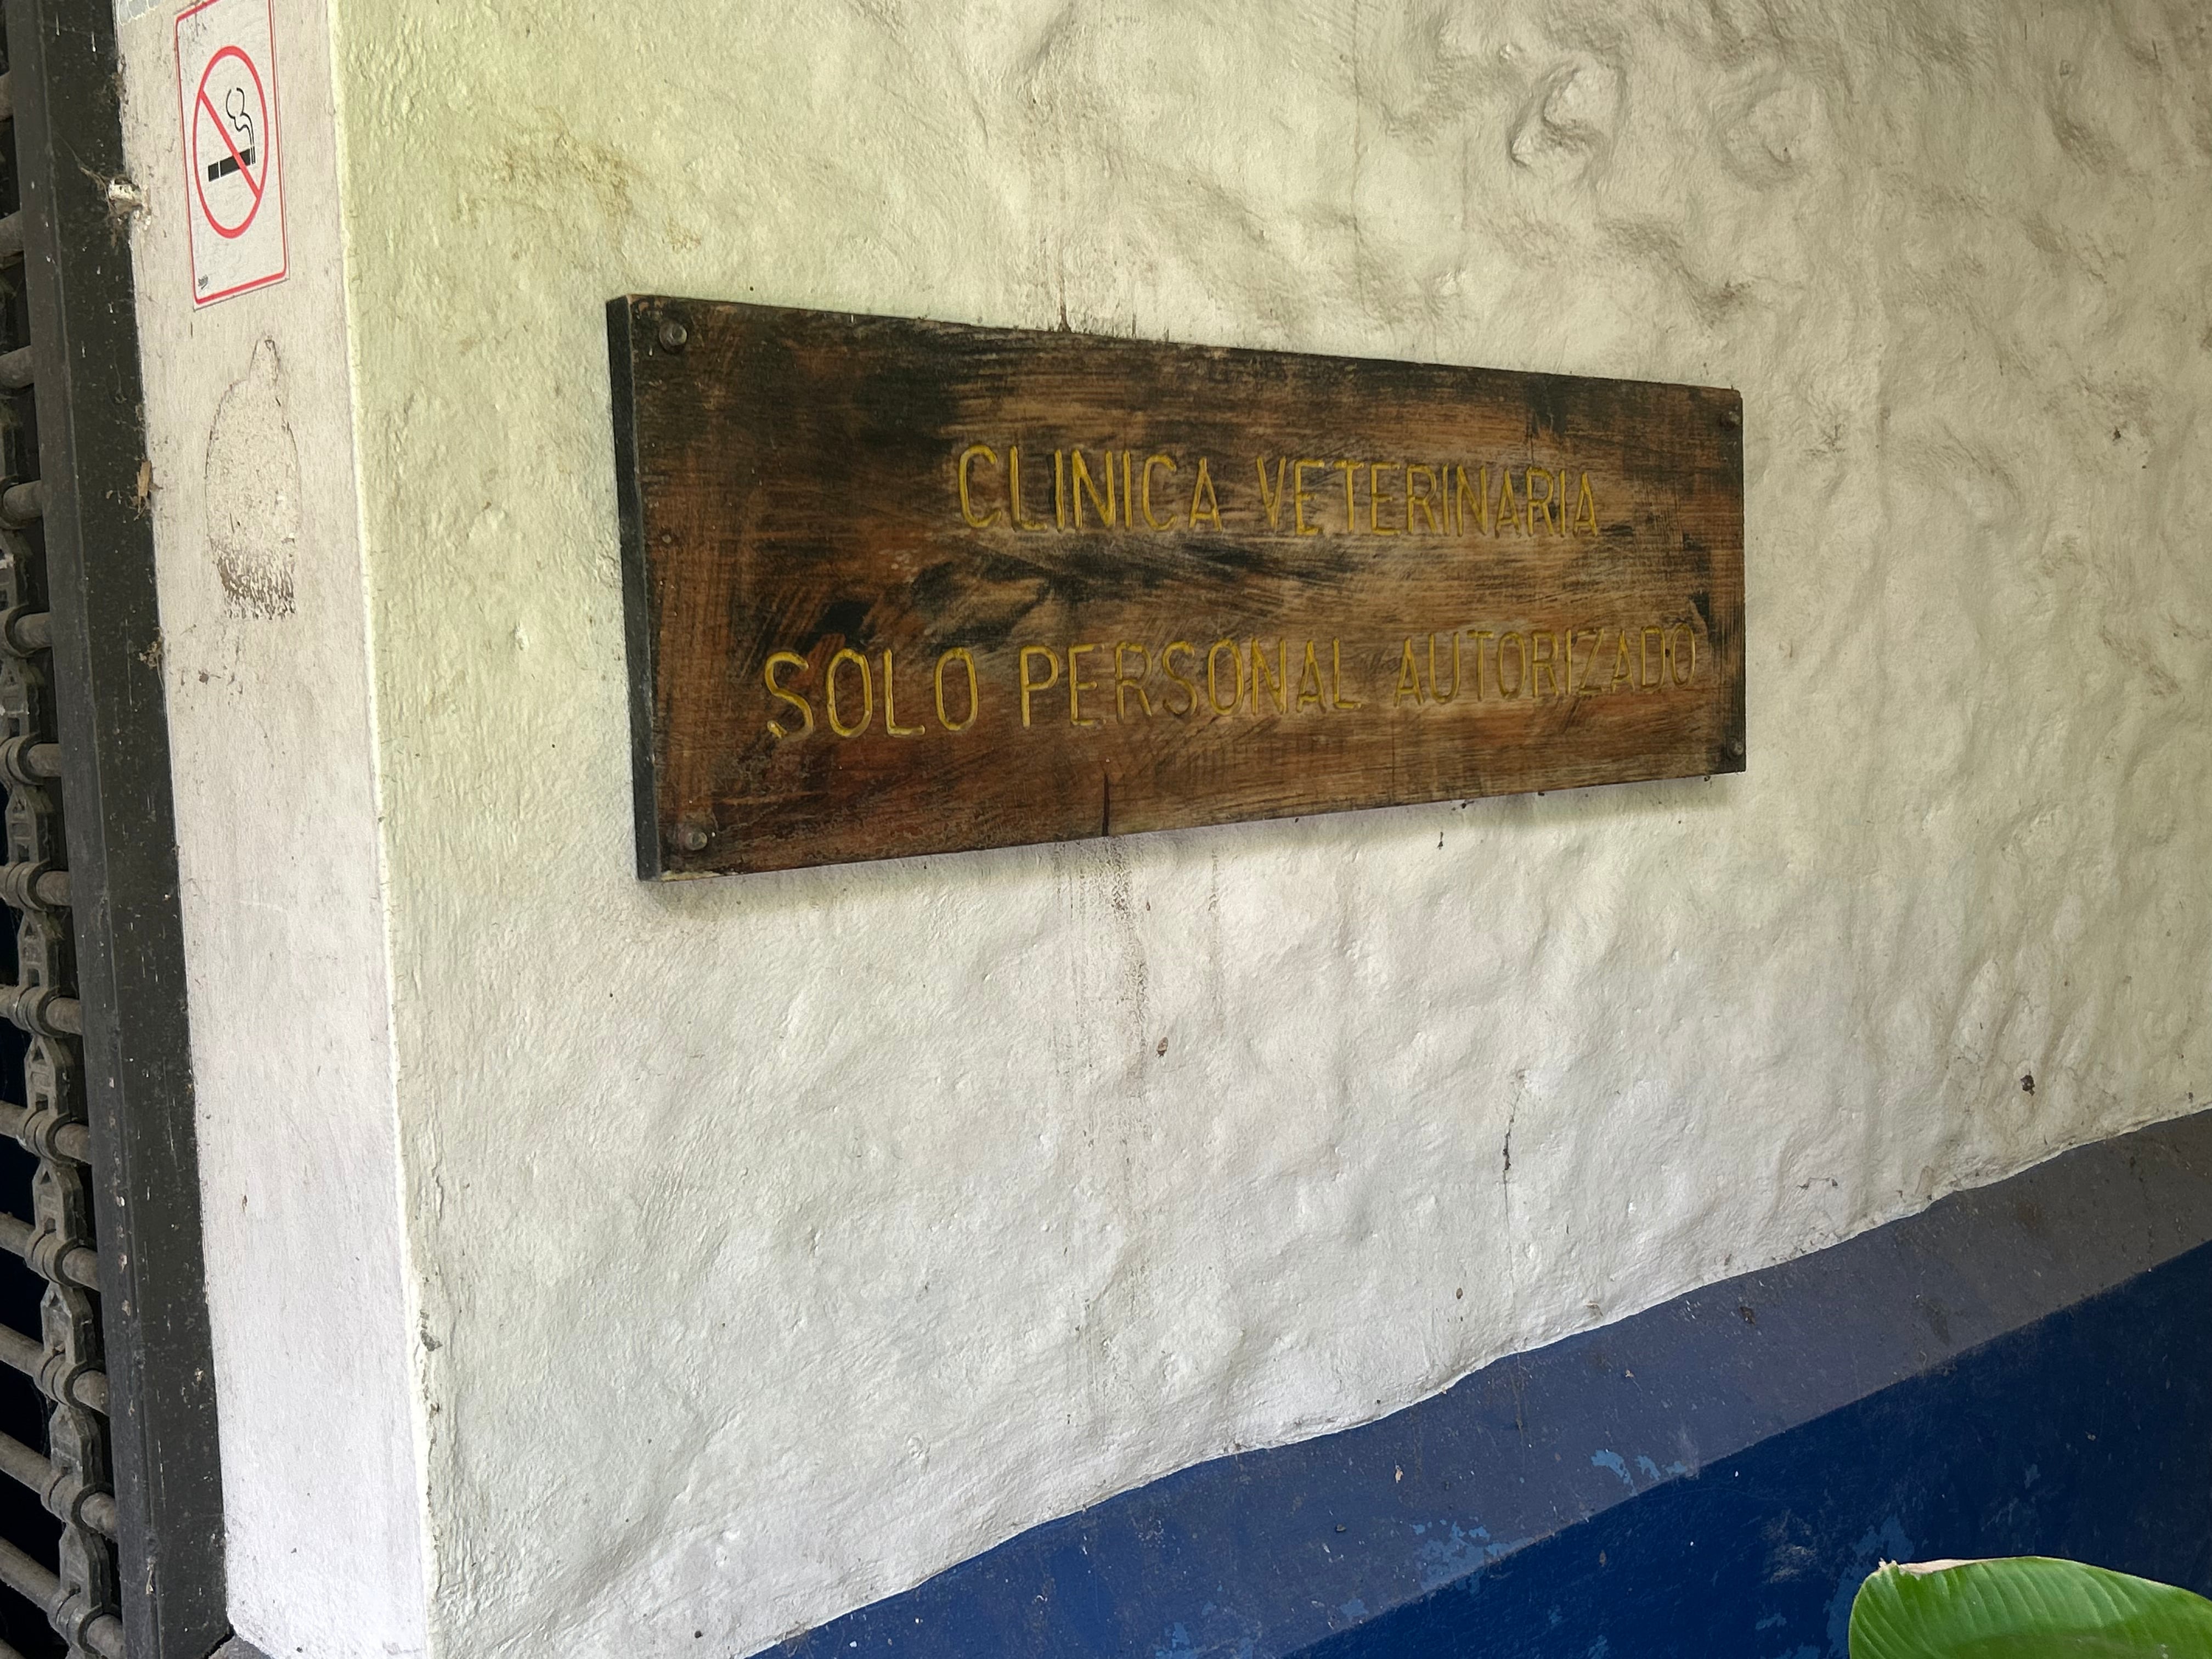 CLINICA VETERINARIA
SOLO PERSONAL AUTORIZADO